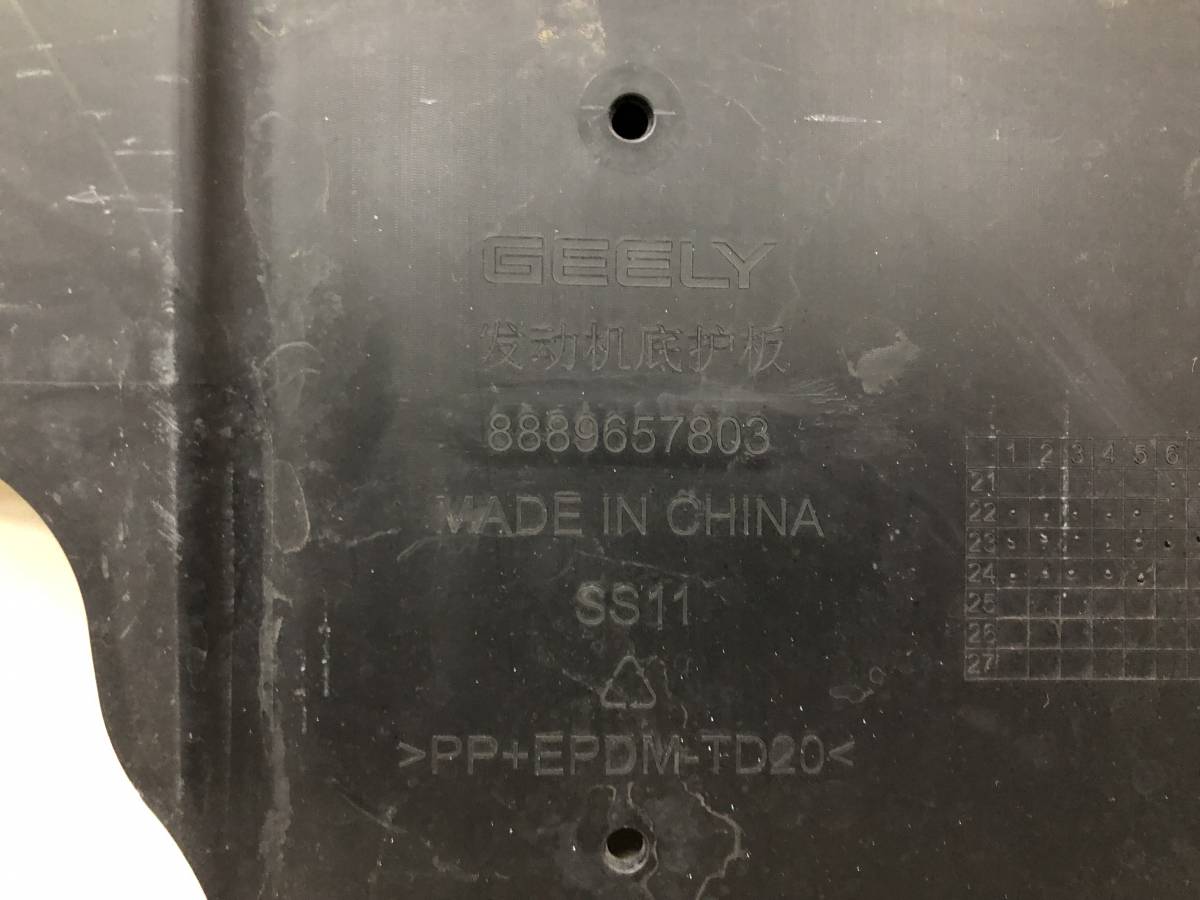 GEELY
发动机底护板
8889657803
MADE IN CHINA
SS11
>PP+EPDM-TD20<
1 2 3 4 5 6
21
22
23
24
25
26
27